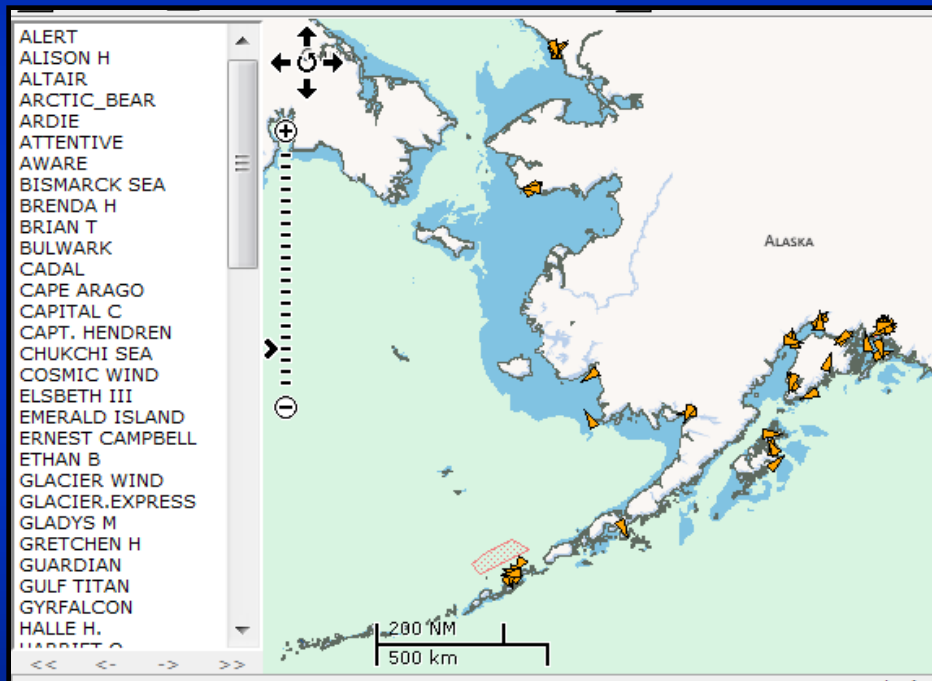 ALERT
ALISON H
ALTAIR
ARCTIC_BEAR
ARDIE
ATTENTIVE
AWARE
BISMARCK SEA
BRENDA H
BRIAN T
BULWARK
CADAL
CAPE ARAGO
CAPITAL C
CAPT. HENDREN
CHUKCHI SEA
COSMIC WIND
ELSBETH III
EMERALD ISLAND
ERNEST CAMPBELL
ETHAN B
GLACIER WIND
GLACIER.EXPRESS
GLADYS M
GRETCHEN H
GUARDIAN
GULF TITAN
GYRFALCON
HALLE H.
<< <- -> >>
ALASKA
200 NM
500 km